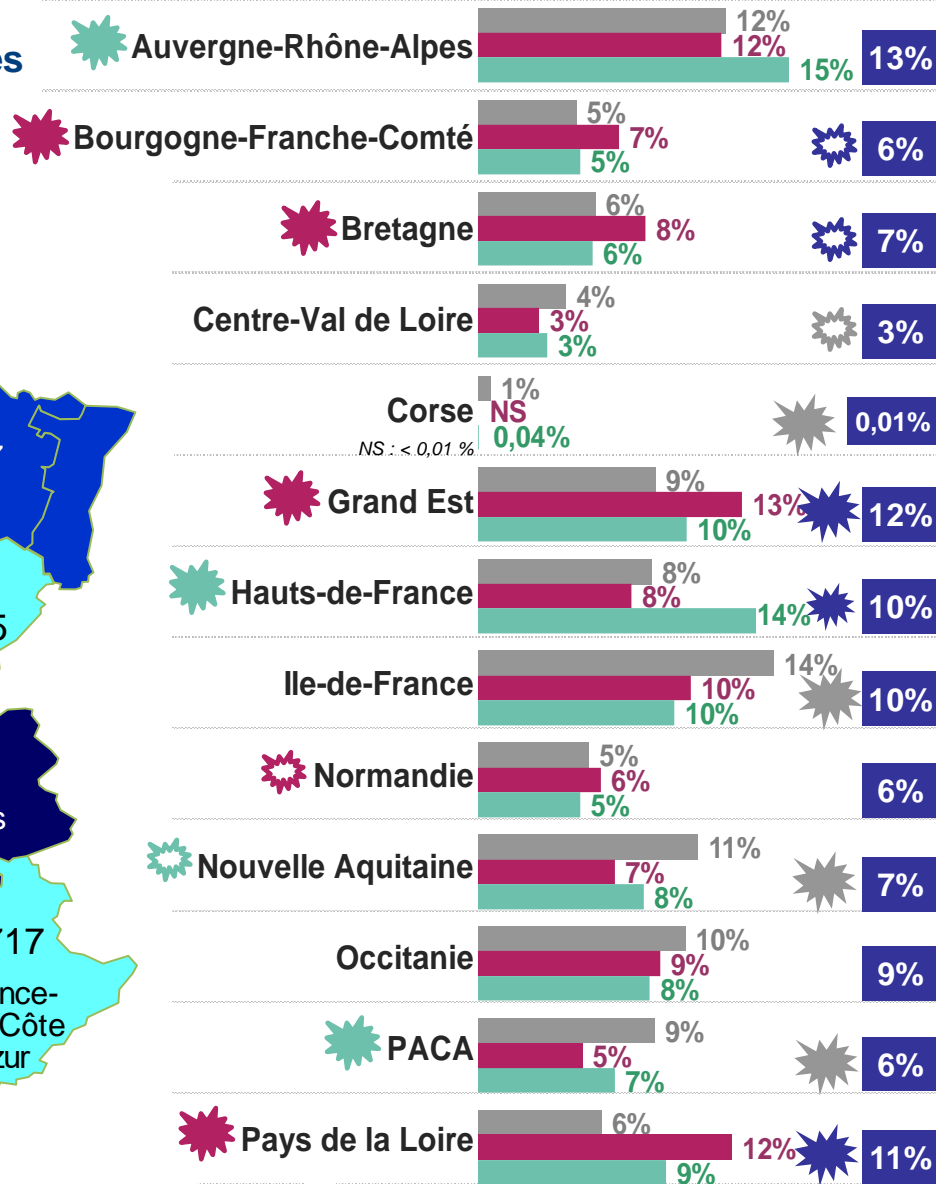 es
Auvergne-Rhône-Alpes
12%
12%
15%
13%
Bourgogne-Franche-Comté
5%
7%
5%
6%
Bretagne
6%
8%
6%
7%
Centre-Val de Loire
4%
3%
3%
3%
Corse
NS : < 0,01 %
1%
NS
0,04%
0,01%
Grand Est
9%
13%
10%
12%
Hauts-de-France
8%
8%
14%
10%
Ile-de-France
14%
10%
10%
10%
Normandie
5%
6%
5%
6%
Nouvelle Aquitaine
11%
7%
8%
7%
Occitanie
10%
9%
8%
9%
PACA
9%
5%
7%
6%
Pays de la Loire
6%
12%
9%
11%
5
s
717
nce-
Côte
zur